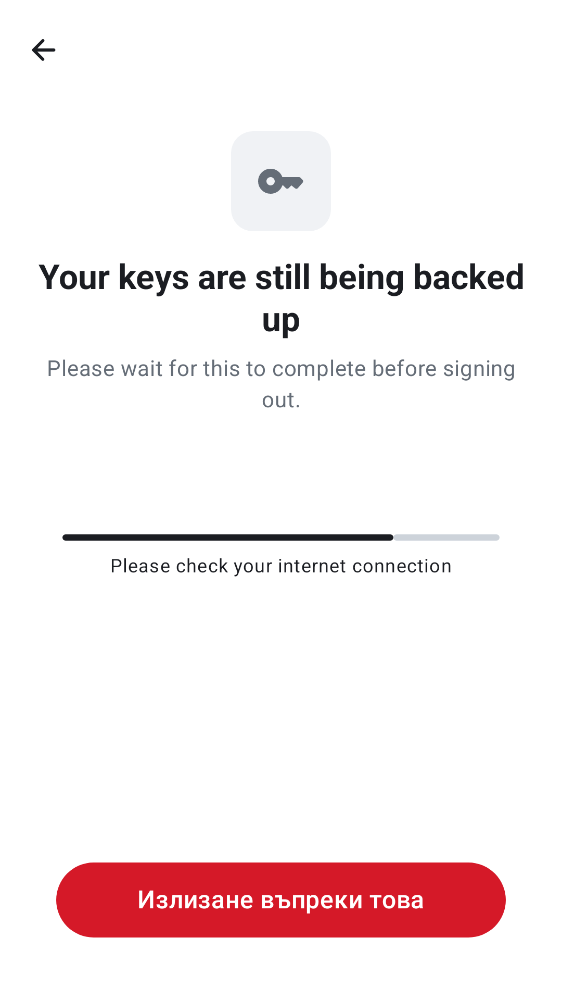 Your keys are still being backed
up
Please wait for this to complete before signing
out.
Please check your internet connection
Излизане въпреки това